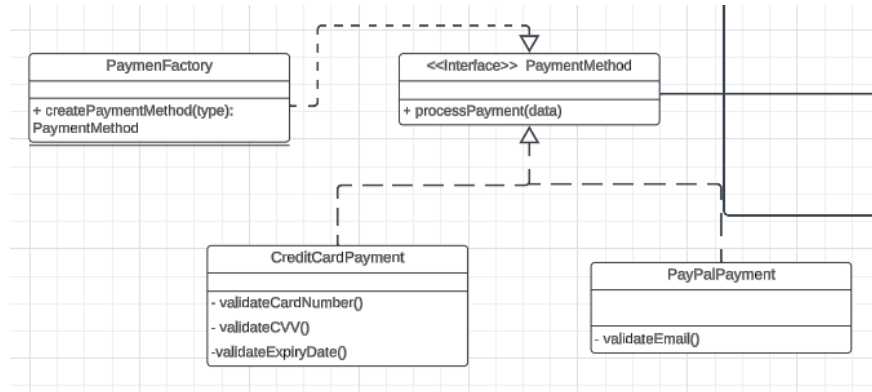 PaymenFactory
+ createPaymentMethod(type):
PaymentMethod
<<Interface>> PaymentMethod
+ processPayment(data)
CreditCardPayment
- validateCardNumber()
- validateCVV()
-validateExpiryDate()
PayPalPayment
- validateEmail()